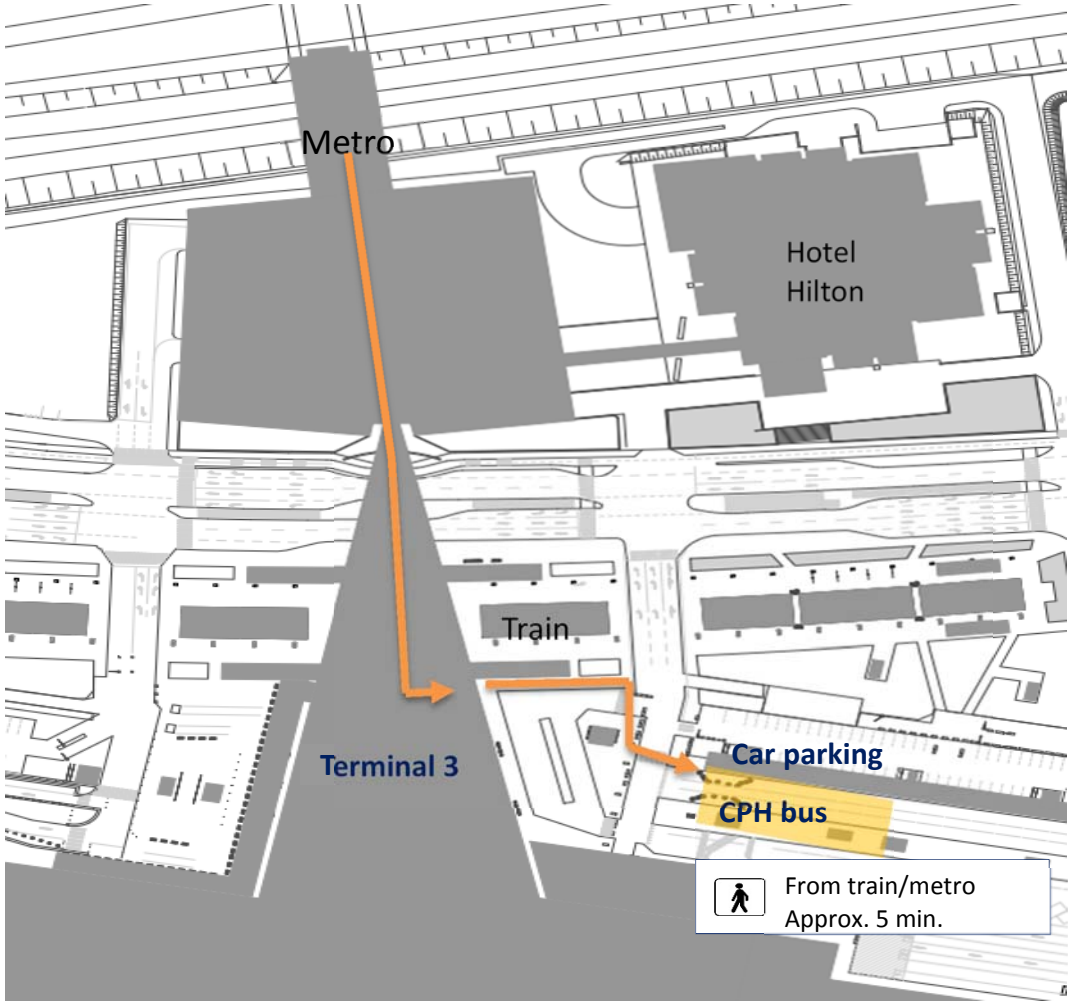 Metro
Hotel
Hilton
Train
Terminal 3
Car parking
CPH bus
From train/metro
Approx. 5 min.